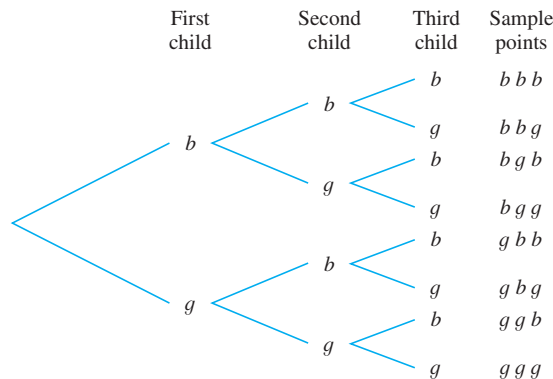 First Second Third Sample
child child child points
b b b b
b
g b b g
b
b b g b
g
g b g g
b g b b
b
g g b g
g
b g g b
g
g g g g